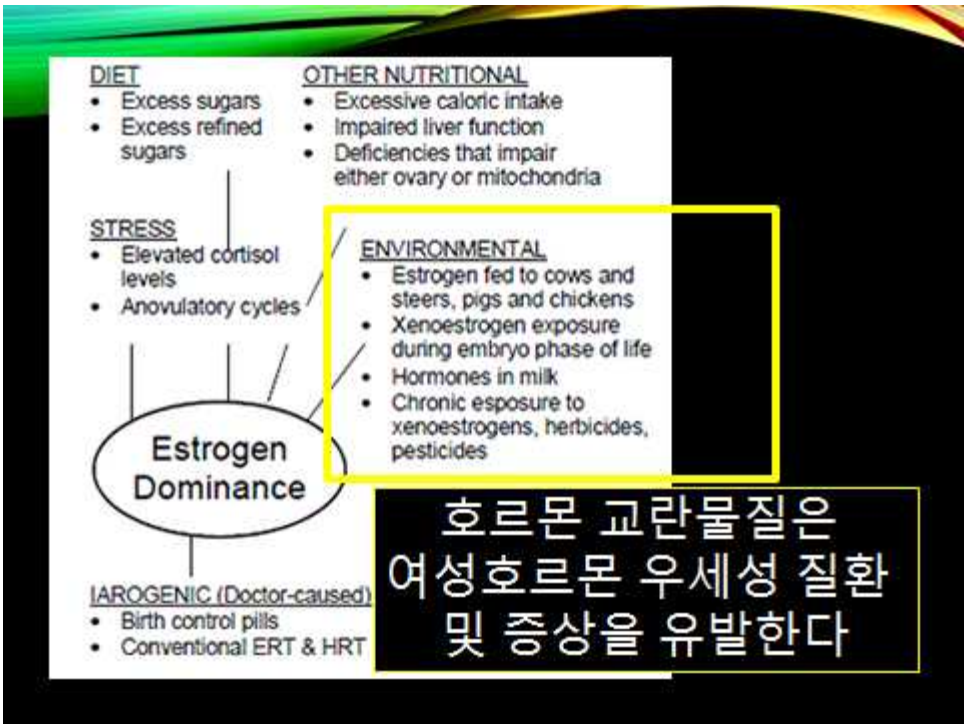 DIET
• Excess sugars
• Excess refined
sugars
OTHER NUTRITIONAL
• Excessive caloric intake
• Impaired liver function
• Deficiencies that impair
either ovary or mitochondria
STRESS
• Elevated cortisol
levels
• Anovulatory cycles
ENVIRONMENTAL
• Estrogen fed to cows and
steers, pigs and chickens
• Xenoestrogen exposure
during embryo phase of life
• Hormones in milk
• Chronic esposure to
xenoestrogens, herbicides,
pesticides
Estrogen
Dominance
호르몬 교란물질은
여성호르몬 우세성 질환
및 증상을 유발한다
IAROGENIC (Doctor-caused)
• Birth control pills
• Conventional ERT & HRT